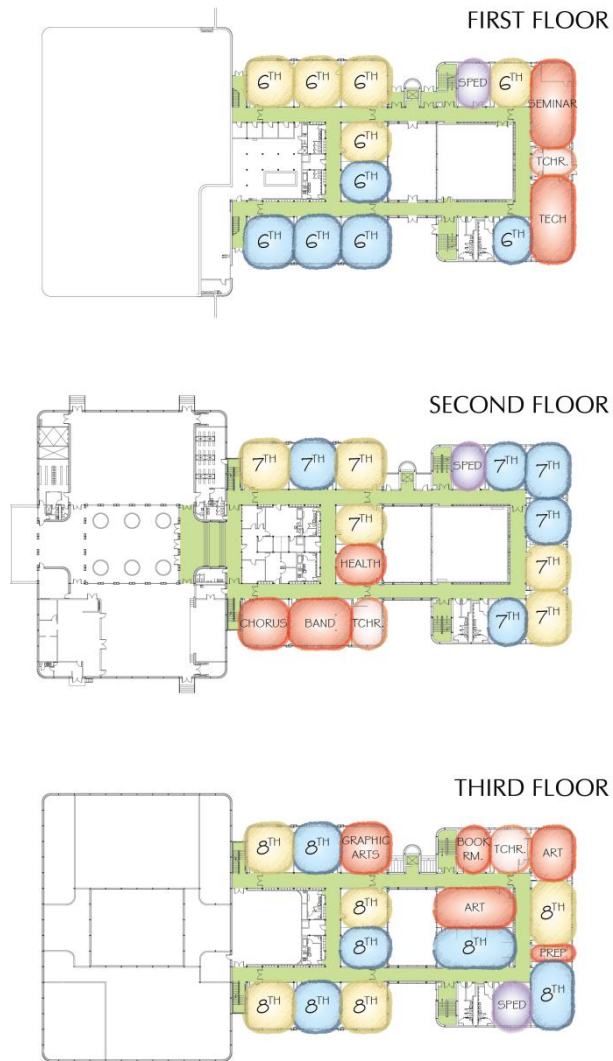 FIRST FLOOR
6TH 6TH 6TH SPED 6TH
SEMINAR
6TH
TCHR.
6TH
TECH
6TH 6TH 6TH 6TH
SECOND FLOOR
7TH 7TH 7TH SPED 7TH 7TH
7TH
7TH
HEALTH
7TH
CHORUS BAND TCHR. 7TH 7TH
THIRD FLOOR
8TH 8TH GRAPHIC ARTS BOOK RM. TCHR. ART
8TH ART 8TH
8TH 8TH
PREP
8TH 8TH 8TH SPED 8TH